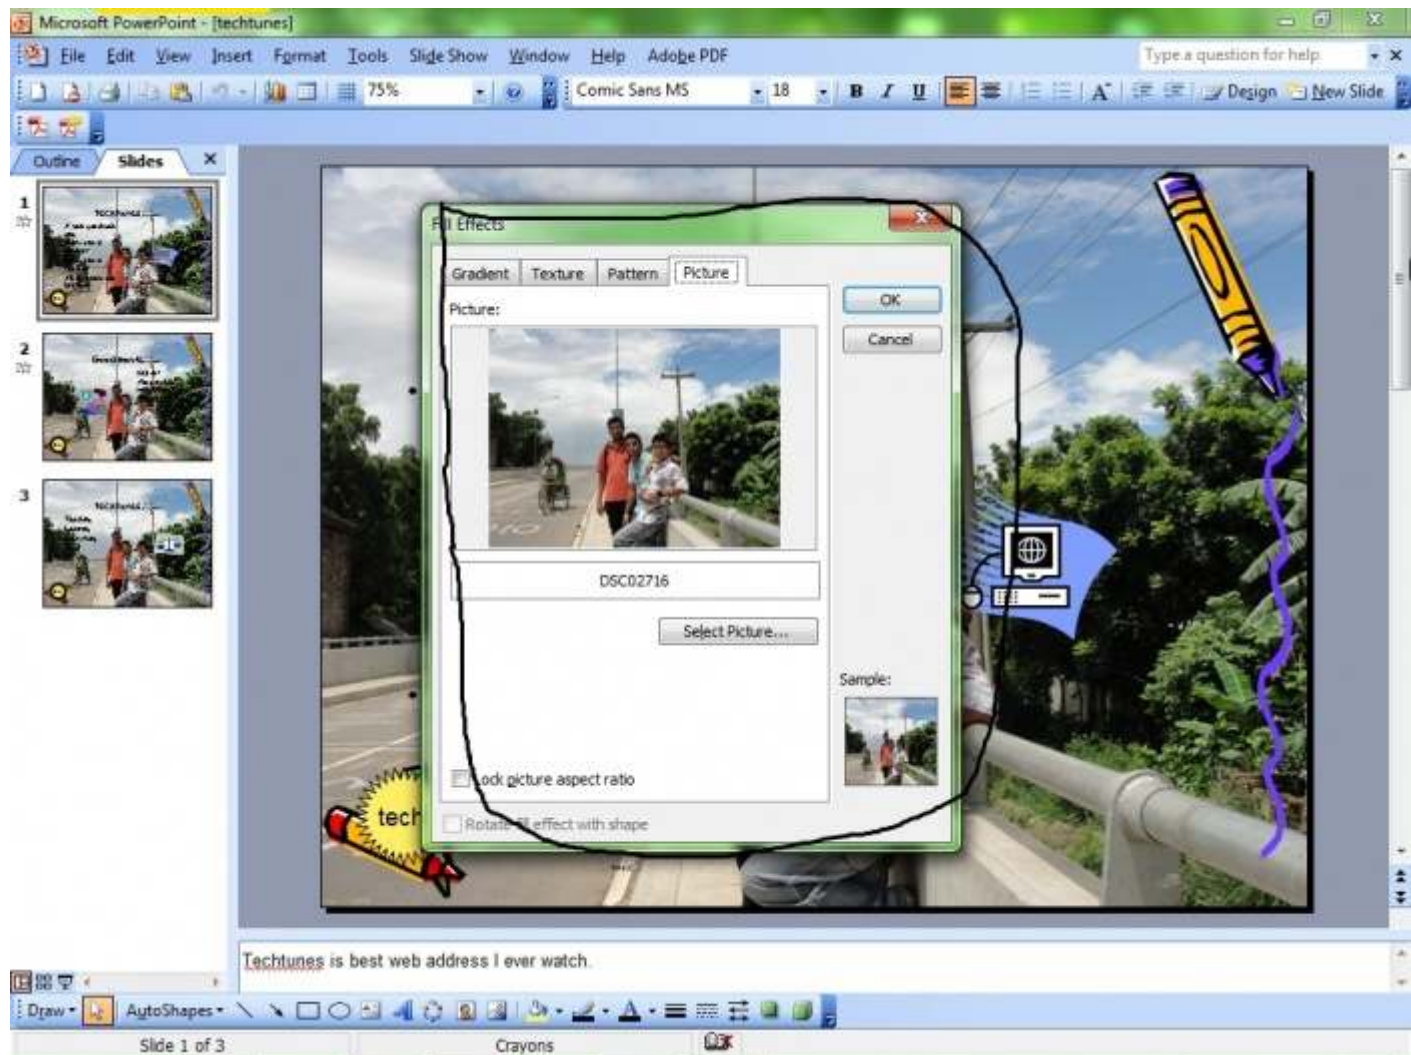 Microsoft PowerPoint - [techtunes]
File Edit View Insert Format Tools Slide Show Window Help Adobe PDF Type a question for help
75% Comic Sans MS 18 B I U A Design New Slide
Outline Slides
1
2
3
Fill Effects
Gradient Texture Pattern Picture
Picture:
OK
Cancel
DSC02716
Select Picture...
Sample:
Lock picture aspect ratio
Rotate fill effect with shape
tech
Techtunes is best web address I ever watch.
Draw AutoShapes
Slide 1 of 3 Crayons